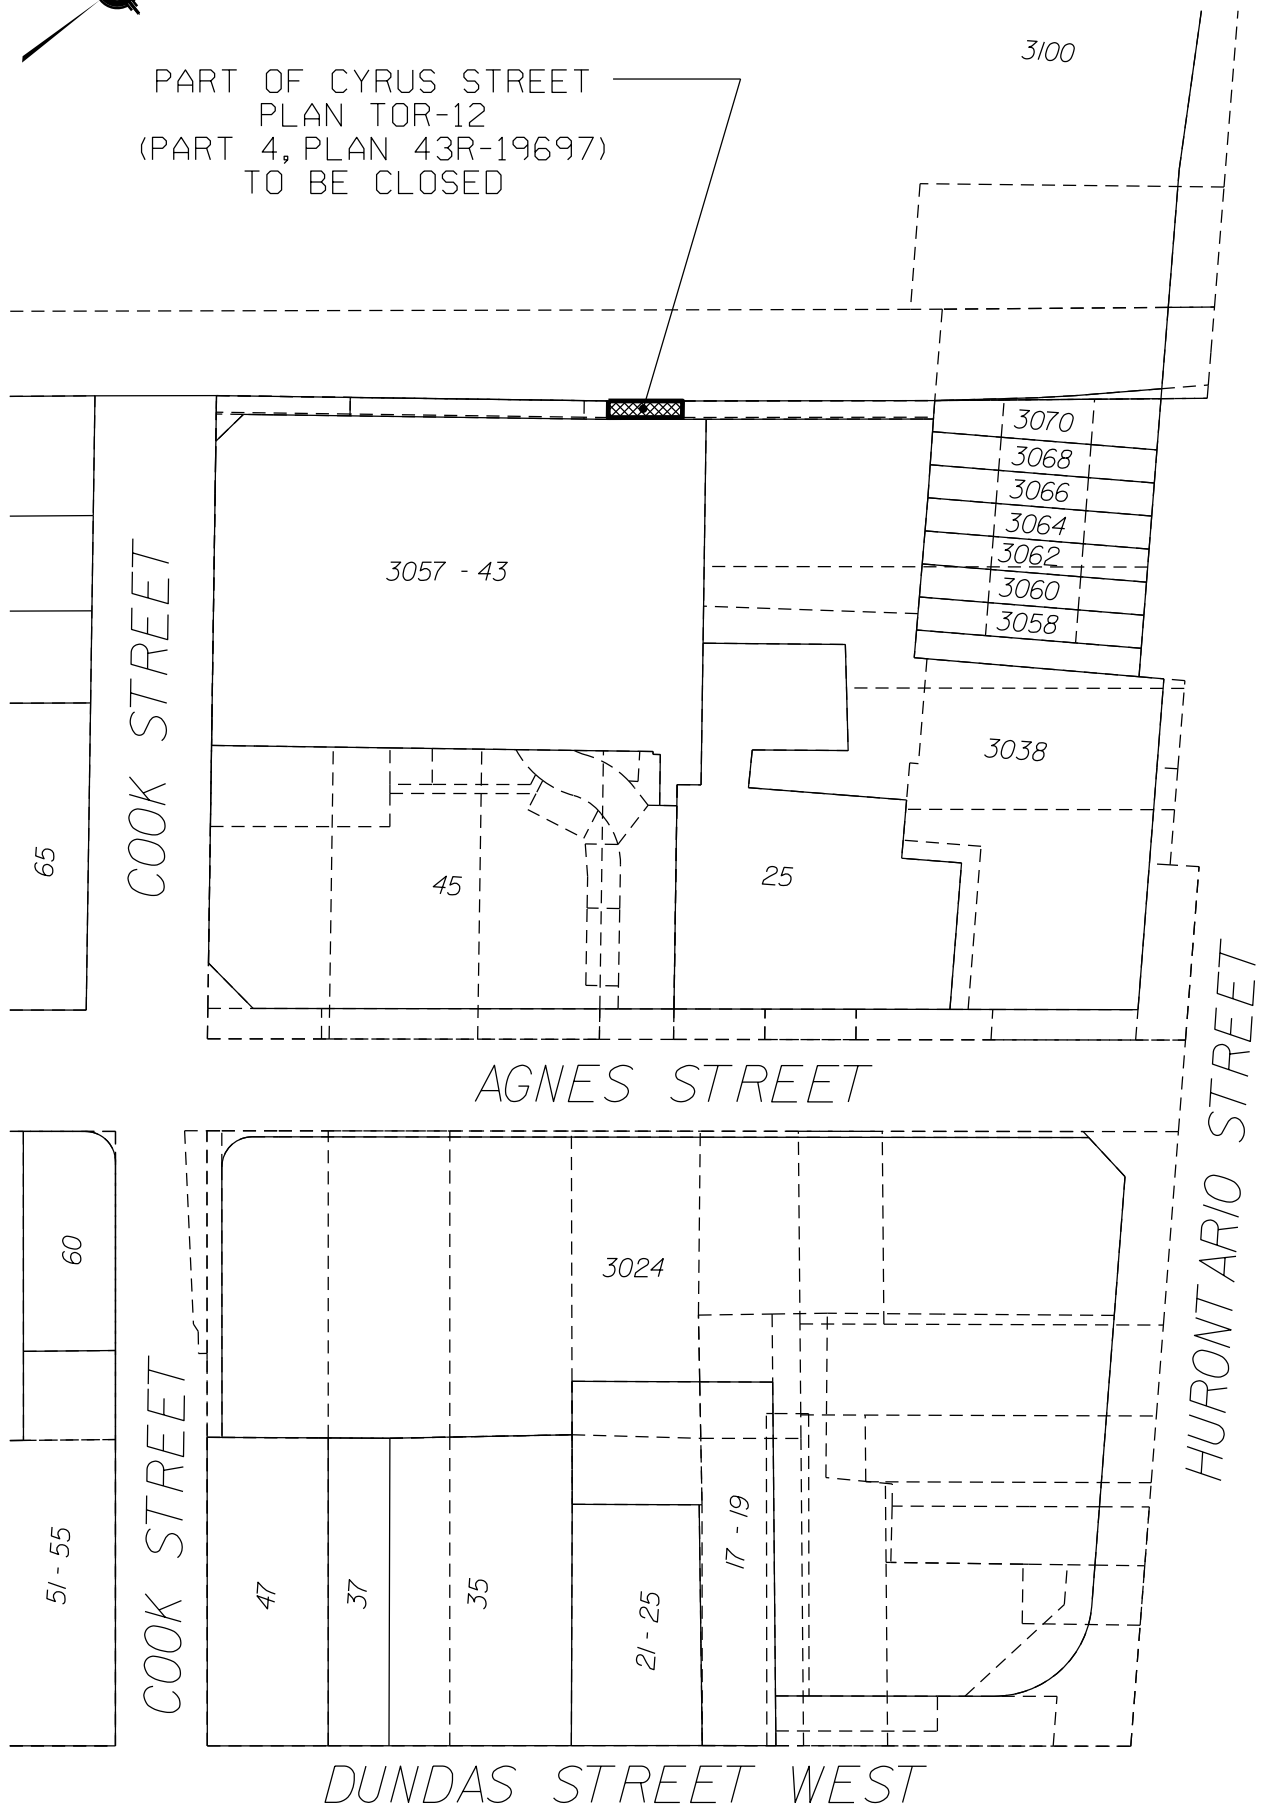 3100
PART OF CYRUS STREET
PLAN TOR-12
(PART 4, PLAN 43R-19697)
TO BE CLOSED
3070
3068
3066
3064
3062
3060
3058
3057 - 43
COOK STREET
3038
65
45
25
HURONTARIO STREET
AGNES STREET
60
3024
COOK STREET
51 - 55
47
37
35
21 - 25
17 - 19
DUNDAS STREET WEST